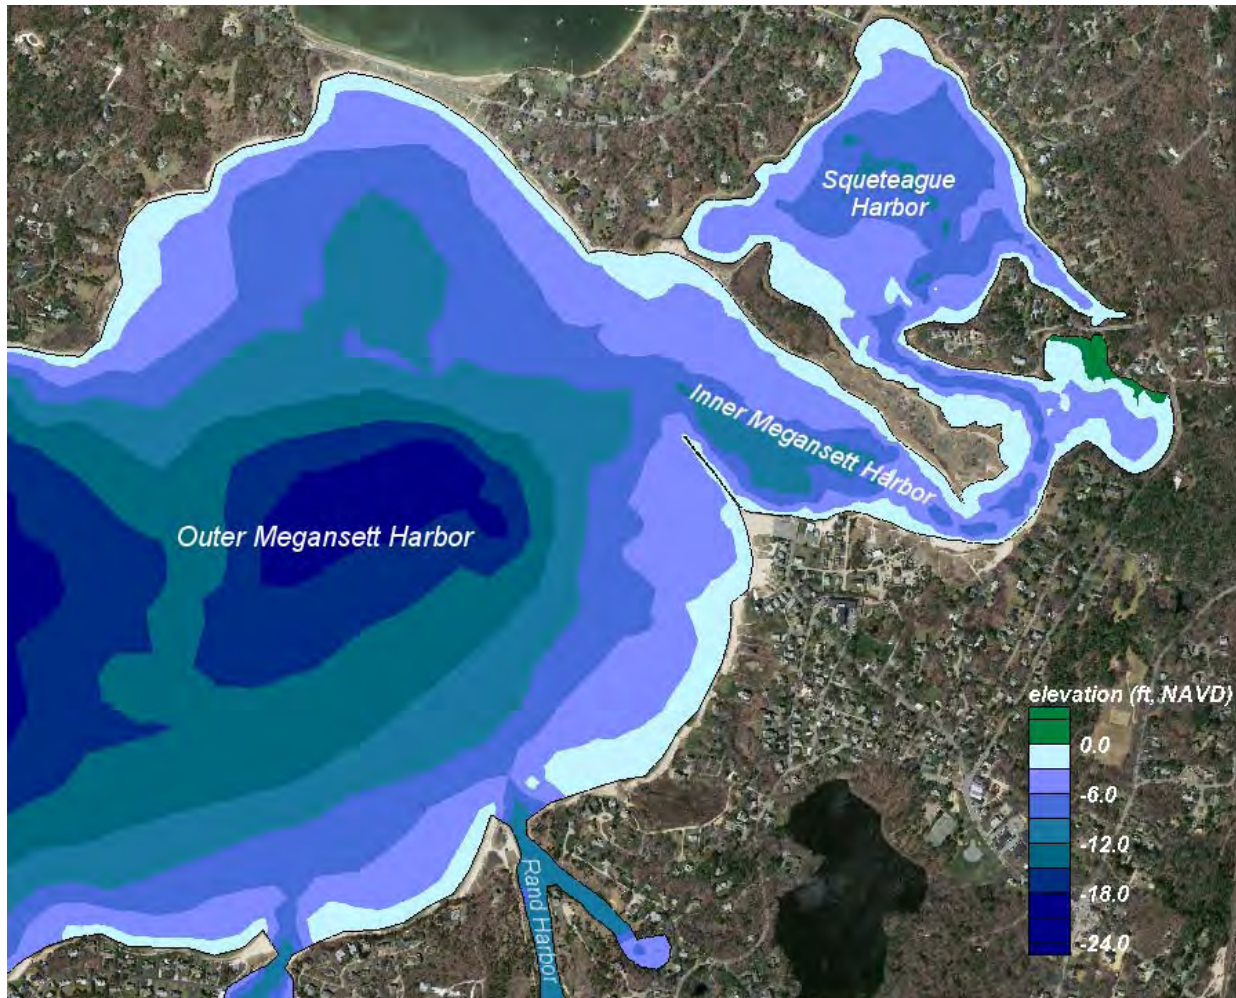 Squeteague
Harbor
Inner Megansett Harbor
Outer Megansett Harbor
Rand Harbor
elevation (ft, NAVD)
0.0
-6.0
-12.0
-18.0
-24.0